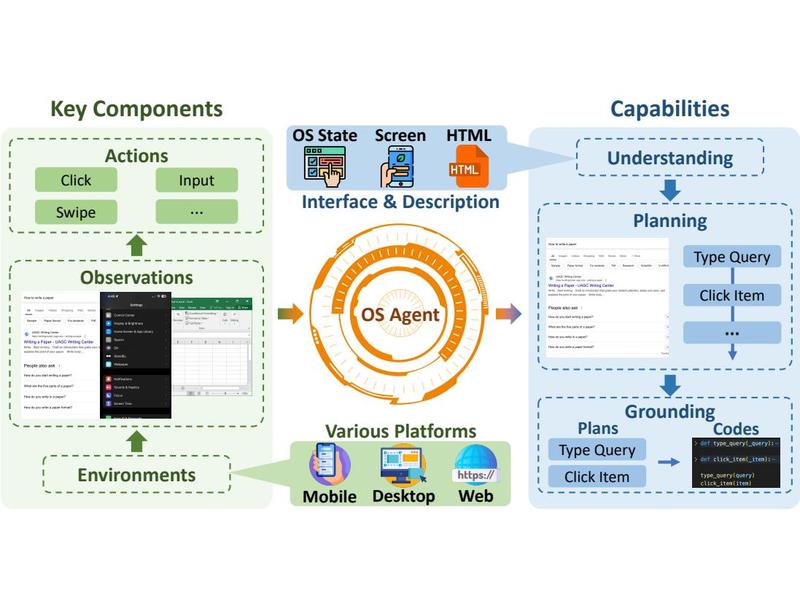 Key Components
Actions
Click
Input
Swipe
...
Observations
How to write a paper
UAGC Writing Center
Writing a Paper - UAGC Writing Center
People also ask
How do you start writing a paper?
What are the five parts of a paper?
How do you write in a paper?
How do you write a paper format?
Settings
Control Center
Display & Brightness
Home Screen & App Library
Search
Siri
StandBy
Wallpaper
Notifications
Sounds & Haptics
Focus
Screen Time
Environments
OS State
Screen
HTML
HTML
Interface & Description
OS Agent
Various Platforms
https://
Mobile
Desktop
Web
Capabilities
Understanding
Planning
How to write a paper
UAGC Writing Center
Writing a Paper - UAGC Writing Center
People also ask
How do you start writing a paper?
What are the five parts of a paper?
How do you write in a paper?
How do you write a paper format?
Type Query
Click Item
...
Grounding
Plans
Codes
Type Query
Click Item
> def type_query(_query):
> def click_item(_item):
type_query(query)
click_item(item)